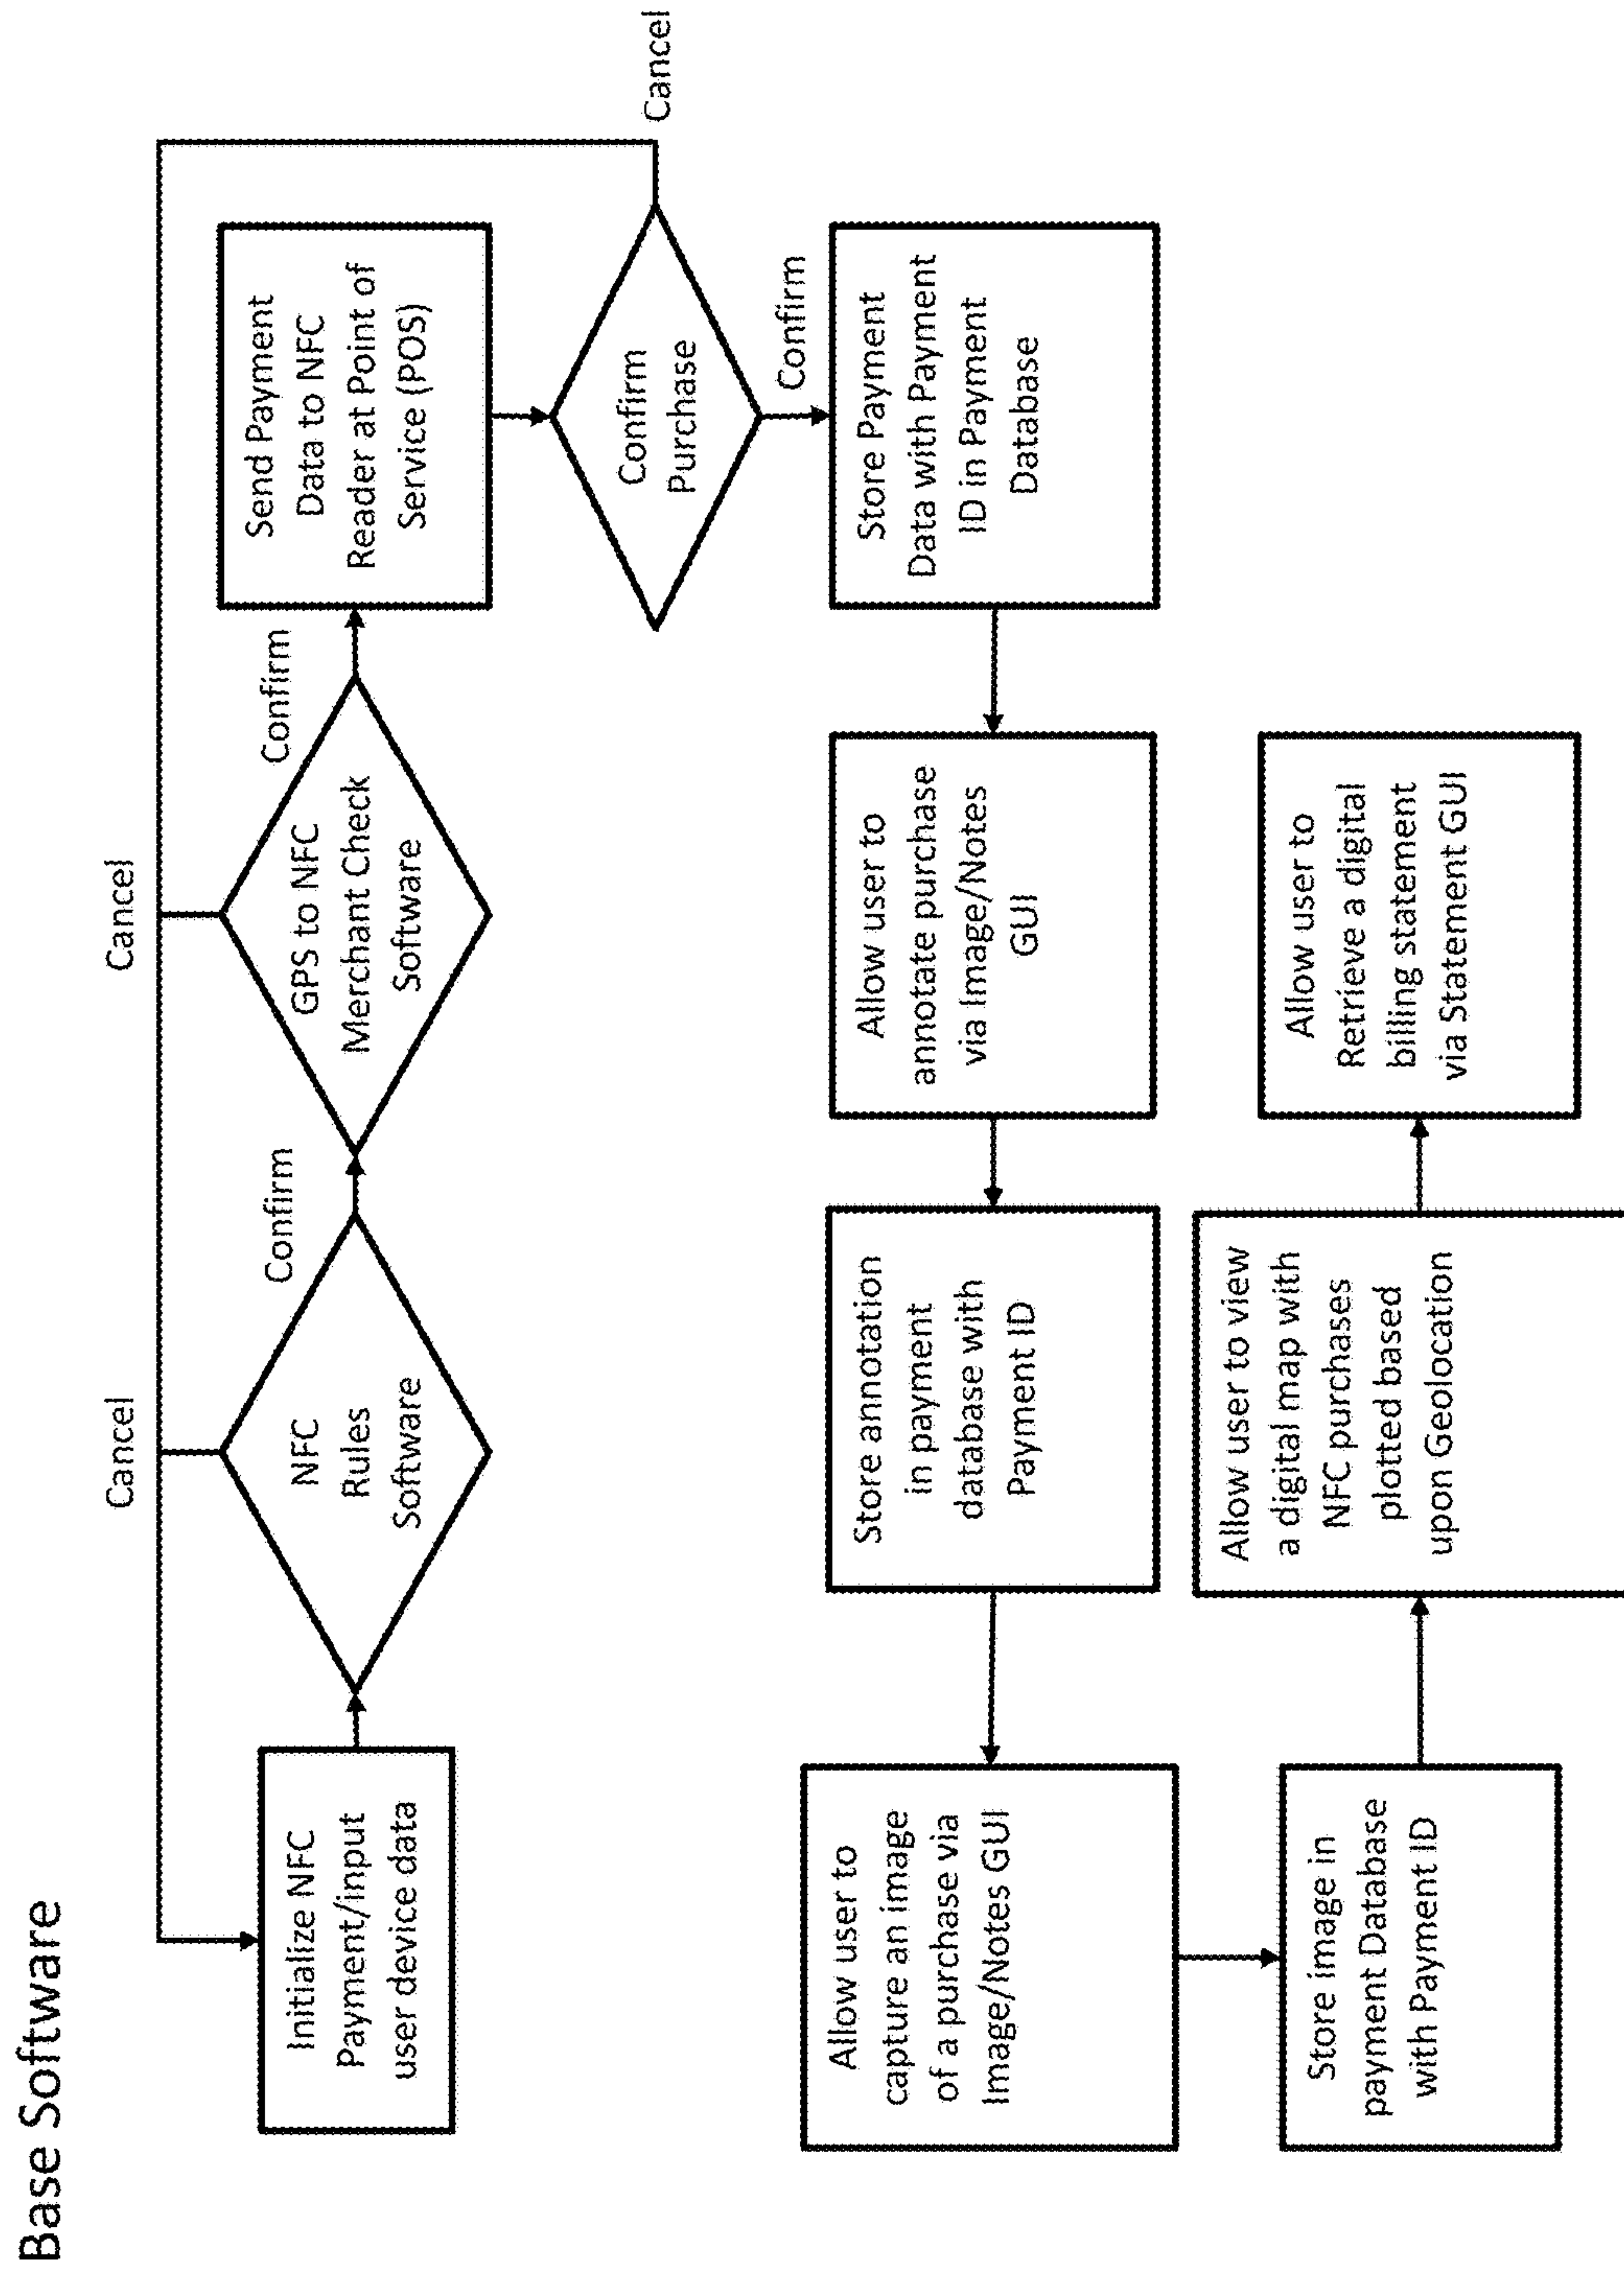 Base Software
Cancel
Cancel
Cancel
Initialize NFC
Payment/input
user device data
NFC
Rules
Software
Confirm
GPS to NFC
Merchant Check
Software
Confirm
Send Payment
Data to NFC
Reader at Point of
Service (POS)
Confirm
Purchase
Confirm
Store Payment
Data with Payment
ID in Payment
Database
Allow user to
annotate purchase
via Image/Notes
GUI
Store annotation
in payment
database with
Payment ID
Allow user to
capture an image
of a purchase via
Image/Notes GUI
Store image in
payment Database
with Payment ID
Allow user to view
a digital map with
NFC purchases
plotted based
upon Geolocation
Allow user to
Retrieve a digital
billing statement
via Statement GUI